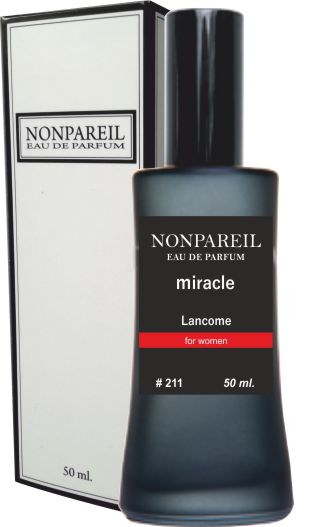 NONPAREIL
EAU DE PARFUM
50 ml.
NONPAREIL
EAU DE PARFUM
miracle
Lancome
for women
# 211 50 ml.